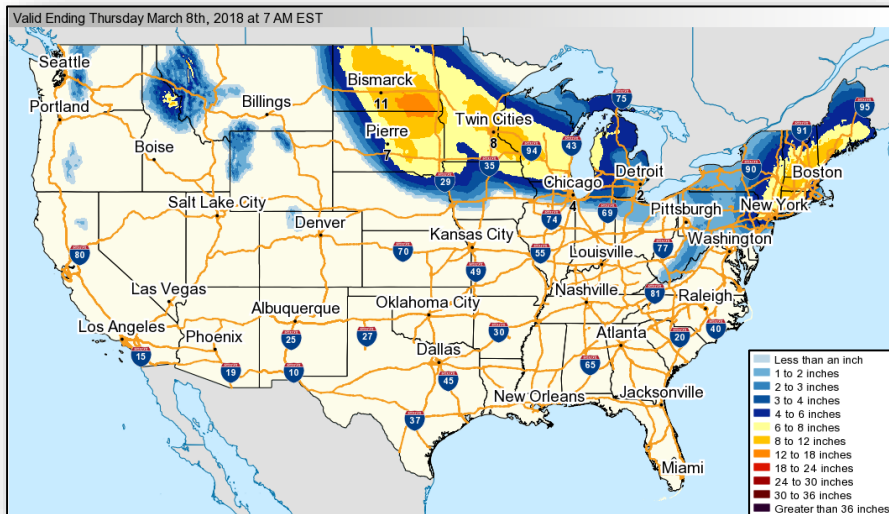 Valid Ending Thursday March 8th, 2018 at 7 AM EST
Seattle
Portland
Billings
Boise
Bismarck
11
Pierre
7
Twin Cities
8
75
95
91
94
43
35
29
90
Detroit
2
Boston
Chicago
4
New York
Pittsburgh
Salt Lake City
Denver
80
70
Kansas City
49
74
69
55
77
Washington
Louisville
Las Vegas
Albuquerque
Oklahoma City
Nashville
81
Raleigh
Los Angeles
Phoenix
15
19
25
10
27
30
Dallas
45
37
65
Atlanta
20
40
New Orleans
Jacksonville
Miami
Less than an inch
1 to 2 inches
2 to 3 inches
3 to 4 inches
4 to 6 inches
6 to 8 inches
8 to 12 inches
12 to 18 inches
18 to 24 inches
24 to 30 inches
30 to 36 inches
Greater than 36 inches